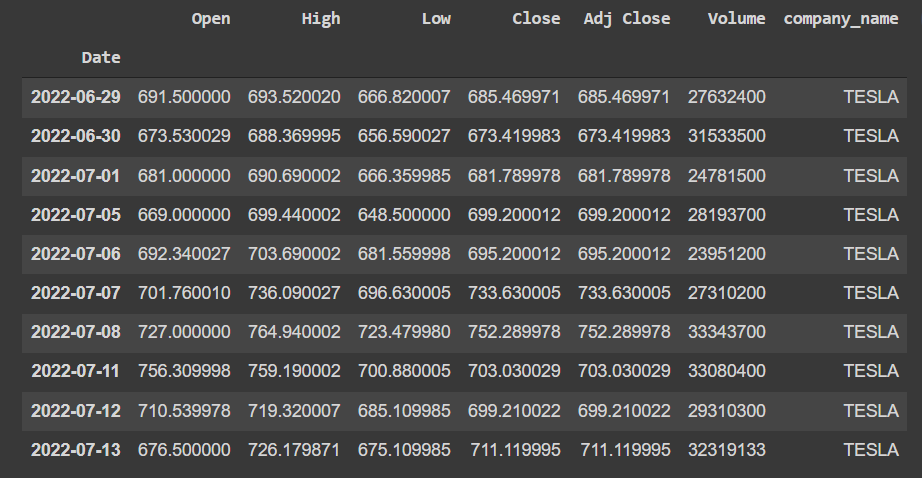 Open High Low Close Adj Close Volume company_name
Date
2022-06-29 691.500000 693.520020 666.820007 685.469971 685.469971 27632400 TESLA
2022-06-30 673.530029 688.369995 656.590027 673.419983 673.419983 31533500 TESLA
2022-07-01 681.000000 690.690002 666.359985 681.789978 681.789978 24781500 TESLA
2022-07-05 669.000000 699.440002 648.500000 699.200012 699.200012 28193700 TESLA
2022-07-06 692.340027 703.690002 681.559998 695.200012 695.200012 23951200 TESLA
2022-07-07 701.760010 736.090027 696.630005 733.630005 733.630005 27310200 TESLA
2022-07-08 727.000000 764.940002 723.479980 752.289978 752.289978 33343700 TESLA
2022-07-11 756.309998 759.190002 700.880005 703.030029 703.030029 33080400 TESLA
2022-07-12 710.539978 719.320007 685.109985 699.210022 699.210022 29310300 TESLA
2022-07-13 676.500000 726.179871 675.109985 711.119995 711.119995 32319133 TESLA